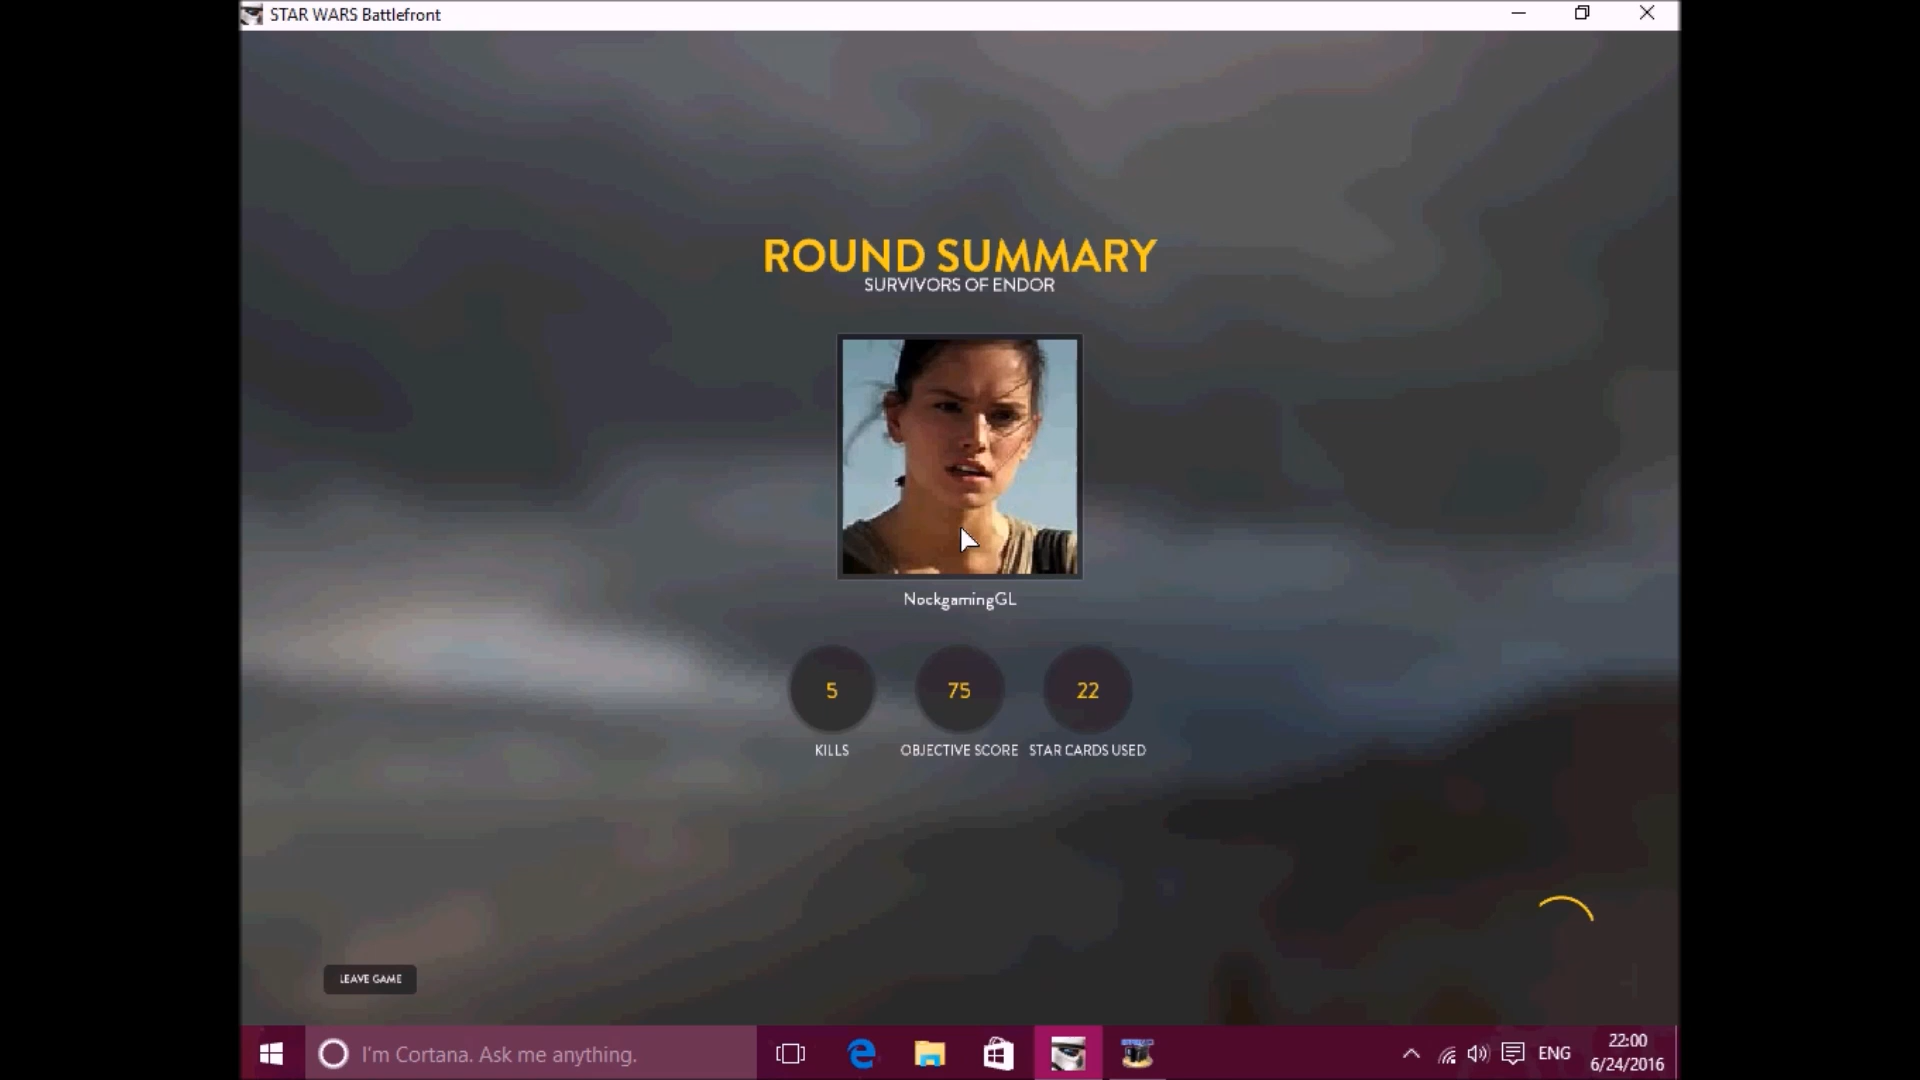 STAR WARS Battlefront
ROUND SUMMARY
SURVIVORS OF ENDOR
NockgamingGL
5
75
22
KILLS
OBJECTIVE SCORE
STAR CARDS USED
LEAVE GAME
I'm Cortana. Ask me anything.
ENG
22:00
6/24/2016